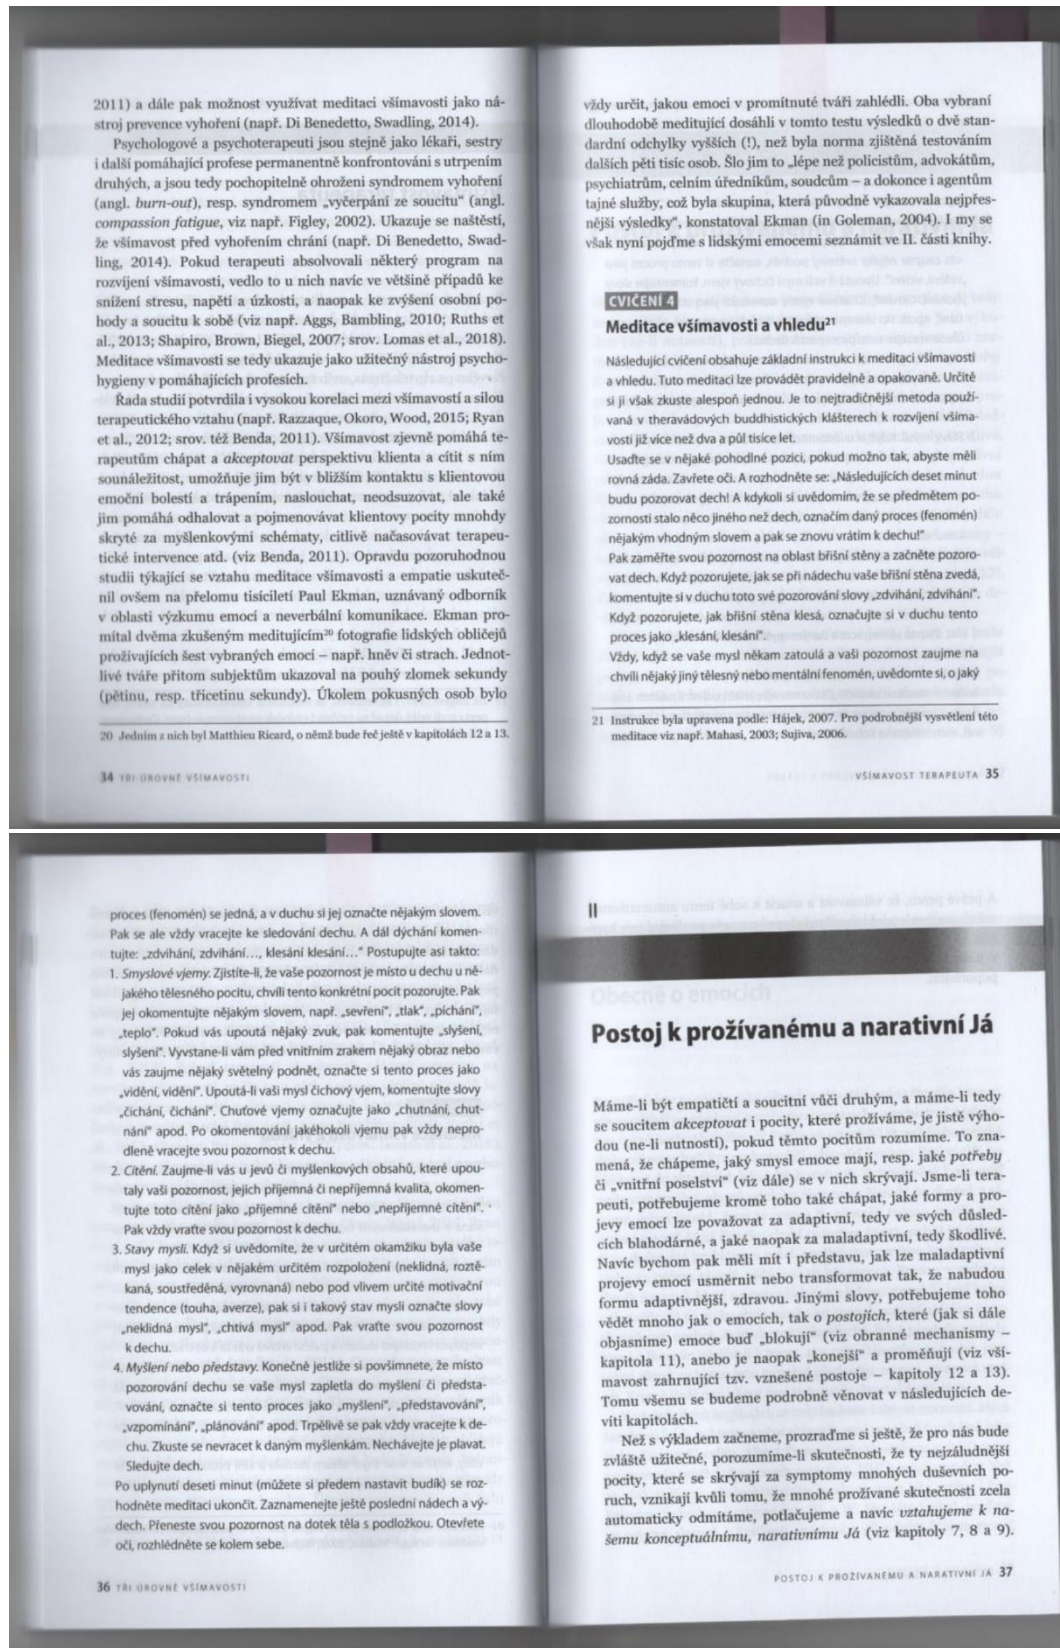 2011) a dále pak možnost využívat meditaci všímavosti jako ná-
stroj prevence vyhoření (např. Di Benedetto, Swadling, 2014).
Psychologové a psychoterapeuti jsou stejně jako lékaři, sestry
i další pomáhající profese permanentně konfrontováni s utrpením
druhých, a jsou tedy pochopitelně ohroženi syndromem vyhoření
(angl. burn-out), resp. syndromem „vyčerpání ze soucitu“ (angl.
compassion fatigue, viz např. Figley, 2002). Ukazuje se naštěstí,
že všímavost před vyhořením chrání (např. Di Benedetto, Swad-
ling, 2014). Pokud terapeuti absolvovali některý program na
rozvíjení všímavosti, vedlo to u nich navíc ve většině případů ke
snížení stresu, napětí a úzkosti, a naopak ke zvýšení osobní po-
hody a soucitu k sobě (viz např. Aggs, Bambling, 2010; Ruths et
al., 2013; Shapiro, Brown, Biegel, 2007; srov. Lomas et al., 2018).
Meditace všímavosti se tedy ukazuje jako užitečný nástroj psycho-
hygieny v pomáhajících profesích.
Řada studií potvrdila i vysokou korelaci mezi všímavostí a silou
terapeutického vztahu (např. Razzaque, Okoro, Wood, 2015; Ryan
et al., 2012; srov. též Benda, 2011). Všímavost zjevně pomáhá te-
rapeutům chápat a akceptovat perspektivu klienta a cítit s ním
sounáležitost, umožňuje jim být v bližším kontaktu s klientovou
emoční bolestí a trápením, naslouchat, neodsuzovat, ale také
jim pomáhá odhalovat a pojmenovávat klientovy pocity mnohdy
skryté za myšlenkovými schématy, citlivě načasovávat terapeu-
tické intervence atd. (viz Benda, 2011). Opravdu pozoruhodnou
studii týkající se vztahu meditace všímavosti a empatie uskuteč-
nil ovšem na přelomu tisíciletí Paul Ekman, uznávaný odborník
v oblasti výzkumu emocí a neverbální komunikace. Ekman pro-
mítal dvěma zkušeným meditujícím²⁰ fotografie lidských obličejů
prožívajících šest vybraných emocí – např. hněv či strach. Jednot-
livé tváře přitom subjektům ukazoval na pouhý zlomek sekundy
(pětinu, resp. třicetinu sekundy). Úkolem pokusných osob bylo
20 Jedním z nich byl Matthieu Ricard, o němž bude řeč ještě v kapitolách 12 a 13.
34 TŘI ÚROVNĚ VŠÍMAVOSTI
vždy určit, jakou emoci v promítnuté tváři zahlédli. Oba vybraní
dlouhodobě meditující dosáhli v tomto testu výsledků o dvě stan-
dardní odchylky vyšších (!), než byla norma zjištěná testováním
dalších pěti tisíc osob. Šlo jim to „lépe než policistům, advokátům,
psychiatrům, celním úředníkům, soudcům – a dokonce i agentům
tajné služby, což byla skupina, která původně vykazovala nejpřes-
nější výsledky“, konstatoval Ekman (in Goleman, 2004). I my se
však nyní pojďme s lidskými emocemi seznámit ve II. části knihy.
CVIČENÍ 4
Meditace všímavosti a vhledu²¹
Následující cvičení obsahuje základní instrukci k meditaci všímavosti
a vhledu. Tuto meditaci lze provádět pravidelně a opakovaně. Určitě
si ji však zkuste alespoň jednou. Je to nejtradičnější metoda použí-
vaná v theravádových buddhistických klášterech k rozvíjení všíma-
vosti již více než dva a půl tisíce let.
Usaďte se v nějaké pohodlné pozici, pokud možno tak, abyste měli
rovná záda. Zavřete oči. A rozhodněte se: „Následujících deset minut
budu pozorovat dech! A kdykoli si uvědomím, že se předmětem po-
zornosti stalo něco jiného než dech, označím daný proces (fenomén)
nějakým vhodným slovem a pak se znovu vrátím k dechu!“
Pak zaměřte svou pozornost na oblast břišní stěny a začněte pozoro-
vat dech. Když pozorujete, jak se při nádechu vaše břišní stěna zvedá,
komentujte si v duchu toto své pozorování slovy „zdvihání, zdvihání“.
Když pozorujete, jak břišní stěna klesá, označujte si v duchu tento
proces jako „klesání, klesání“.
Vždy, když se vaše mysl někam zatoulá a vaši pozornost zaujme na
chvíli nějaký jiný tělesný nebo mentální fenomén, uvědomte si, o jaký
21 Instrukce byla upravena podle: Hájek, 2007. Pro podrobnější vysvětlení této
meditace viz např. Mahasi, 2003; Sujiva, 2006.
VŠÍMAVOST TERAPEUTA 35
proces (fenomén) se jedná, a v duchu si jej označte nějakým slovem.
Pak se ale vždy vracejte ke sledování dechu. A dál dýchání komen-
tujte: „zdvihání, zdvihání…, klesání klesání…“ Postupujte asi takto:
1. Smyslové vjemy. Zjistíte-li, že vaše pozornost je místo u dechu u ně-
jakého tělesného pocitu, chvíli tento konkrétní pocit pozorujte. Pak
jej okomentujte nějakým slovem, např. „sevření“, „tlak“, „píchání“,
„teplo“. Pokud vás upoutá nějaký zvuk, pak komentujte „slyšení,
slyšení“. Vyvstane-li vám před vnitřním zrakem nějaký obraz nebo
vás zaujme nějaký světelný podnět, označte si tento proces jako
„vidění, vidění“. Upoutá-li vaši mysl čichový vjem, komentujte slovy
„čichání, čichání“. Chuťové vjemy označujte jako „chutnání, chut-
nání“ apod. Po okomentování jakéhokoli vjemu pak vždy nepro-
dleně vracejte svou pozornost k dechu.
2. Cítění. Zaujme-li vás u jevů či myšlenkových obsahů, které upou-
taly vaši pozornost, jejich příjemná či nepříjemná kvalita, okomen-
tujte toto cítění jako „příjemné cítění“ nebo „nepříjemné cítění“.
Pak vždy vraťte svou pozornost k dechu.
3. Stavy mysli. Když si uvědomíte, že v určitém okamžiku byla vaše
mysl jako celek v nějakém určitém rozpoložení (neklidná, roztě-
kaná, soustředěná, vyrovnaná) nebo pod vlivem určité motivační
tendence (touha, averze), pak si i takový stav mysli označte slovy
„neklidná mysl“, „chtivá mysl“ apod. Pak vraťte svou pozornost
k dechu.
4. Myšlení nebo představy. Konečně jestliže si povšimnete, že místo
pozorování dechu se vaše mysl zapletla do myšlení či předsta-
vování, označte si tento proces jako „myšlení“, „představování“,
„vzpomínání“, „plánování“ apod. Trpělivě se pak vždy vracejte k de-
chu. Zkuste se nevracet k daným myšlenkám. Nechávejte je plavat.
Sledujte dech.
Po uplynutí deseti minut (můžete si předem nastavit budík) se roz-
hodněte meditaci ukončit. Zaznamenejte ještě poslední nádech a vý-
dech. Přeneste svou pozornost na dotek těla s podložkou. Otevřete
oči, rozhlédněte se kolem sebe.
36 TŘI ÚROVNĚ VŠÍMAVOSTI
II
Postoj k prožívanému a narativní Já
Máme-li být empatičtí a soucitní vůči druhým, a máme-li tedy
se soucitem akceptovat i pocity, které prožíváme, je jistě výho-
dou (ne-li nutností), pokud těmto pocitům rozumíme. To zna-
mená, že chápeme, jaký smysl emoce mají, resp. jaké potřeby
či „vnitřní poselství“ (viz dále) se v nich skrývají. Jsme-li tera-
peuti, potřebujeme kromě toho také chápat, jaké formy a pro-
jevy emocí lze považovat za adaptivní, tedy ve svých důsled-
cích blahodárné, a jaké naopak za maladaptivní, tedy škodlivé.
Navíc bychom pak měli mít i představu, jak lze maladaptivní
projevy emocí usměrnit nebo transformovat tak, že nabudou
formu adaptivnější, zdravou. Jinými slovy, potřebujeme toho
vědět mnoho jak o emocích, tak o postojích, které (jak si dále
objasníme) emoce buď „blokují“ (viz obranné mechanismy –
kapitola 11), anebo je naopak „konejší“ a proměňují (viz vší-
mavost zahrnující tzv. vznešené postoje – kapitoly 12 a 13).
Tomu všemu se budeme podrobně věnovat v následujících de-
víti kapitolách.
Než s výkladem začneme, prozraďme si ještě, že pro nás bude
zvláště užitečné, porozumíme-li skutečnosti, že ty nejzáludnější
pocity, které se skrývají za symptomy mnohých duševních po-
ruch, vznikají kvůli tomu, že mnohé prožívané skutečnosti zcela
automaticky odmítáme, potlačujeme a navíc vztahujeme k na-
šemu konceptuálnímu, narativnímu Já (viz kapitoly 7, 8 a 9).
POSTOJ K PROŽÍVANÉMU A NARATIVNÍ JÁ 37